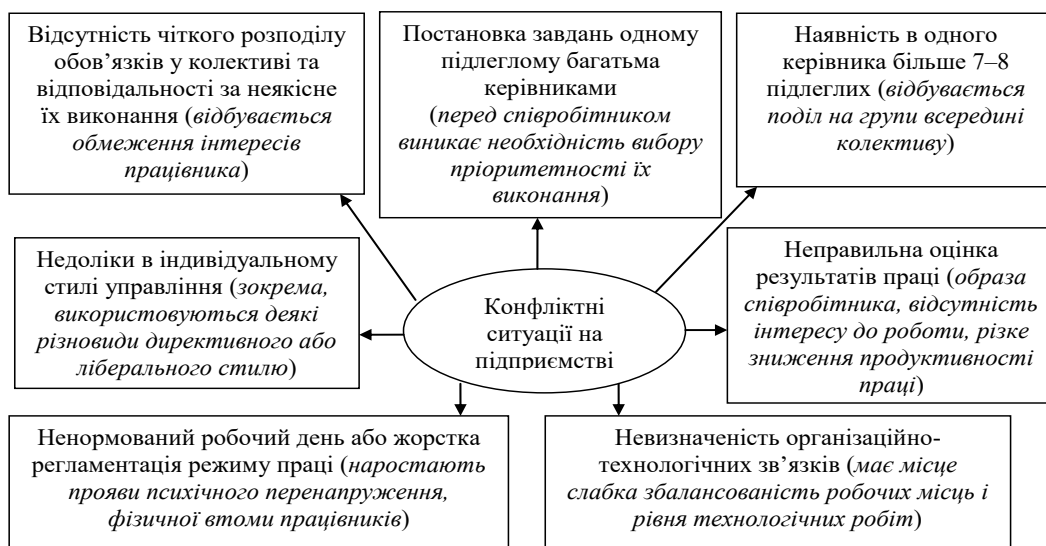 Відсутність чіткого розподілу
обов’язків у колективі та
відповідальності за неякісне
їх виконання (відбувається
обмеження інтересів
працівника)
Постановка завдань одному
підлеглому багатьма
керівниками
(перед співробітником
виникає необхідність вибору
пріоритетності їх
виконання)
Наявність в одного
керівника більше 7–8
підлеглих (відбувається
поділ на групи всередині
колективу)
Недоліки в індивідуальному
стилі управління (зокрема,
використовуються деякі
різновиди директивного або
ліберального стилю)
Конфліктні
ситуації на
підприємстві
Неправильна оцінка
результатів праці (образа
співробітника, відсутність
інтересу до роботи, різке
зниження продуктивності
праці)
Ненормований робочий день або жорстка
регламентація режиму праці (наростають
прояви психічного перенапруження,
фізичної втоми працівників)
Невизначеність організаційно-
технологічних зв’язків (має місце
слабка збалансованість робочих місць і
рівня технологічних робіт)